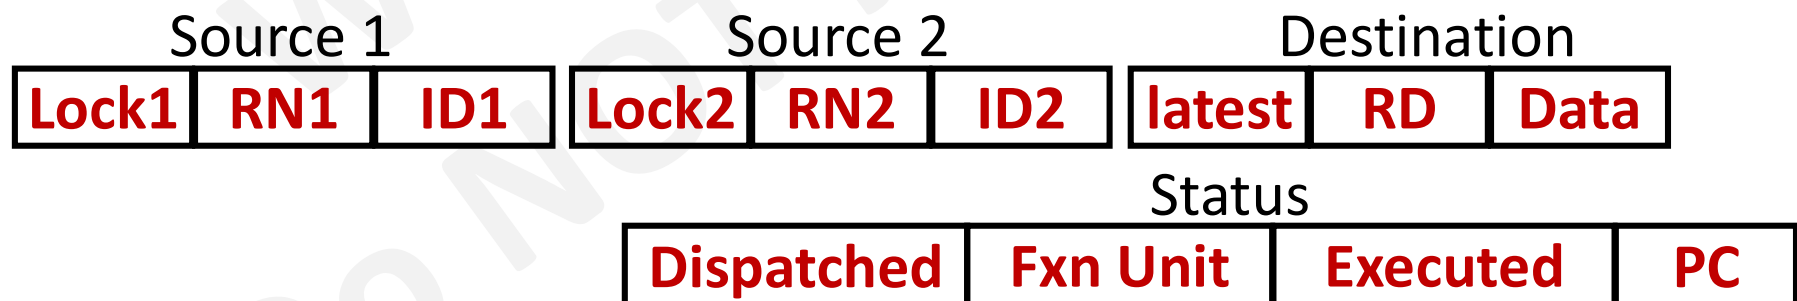 Source 1 Source 2 Destination
Lock1 RN1 ID1 Lock2 RN2 ID2 latest RD Data
Status
Dispatched Fxn Unit Executed PC